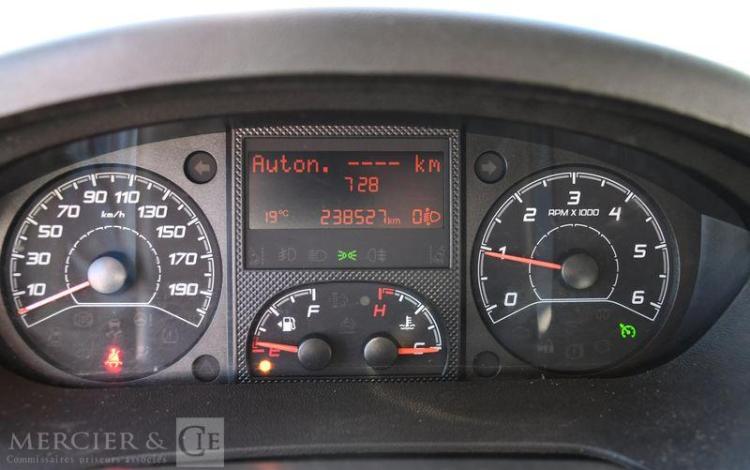 Auton. ---- km
728
19°C 238527km 0
10 30 50 70 90 110 130 150 170 190
km/h
F
E
H
C
0 1 2 3 4 5 6
RPM X 1000
MERCIER & CIE
Commissaires priseurs associés